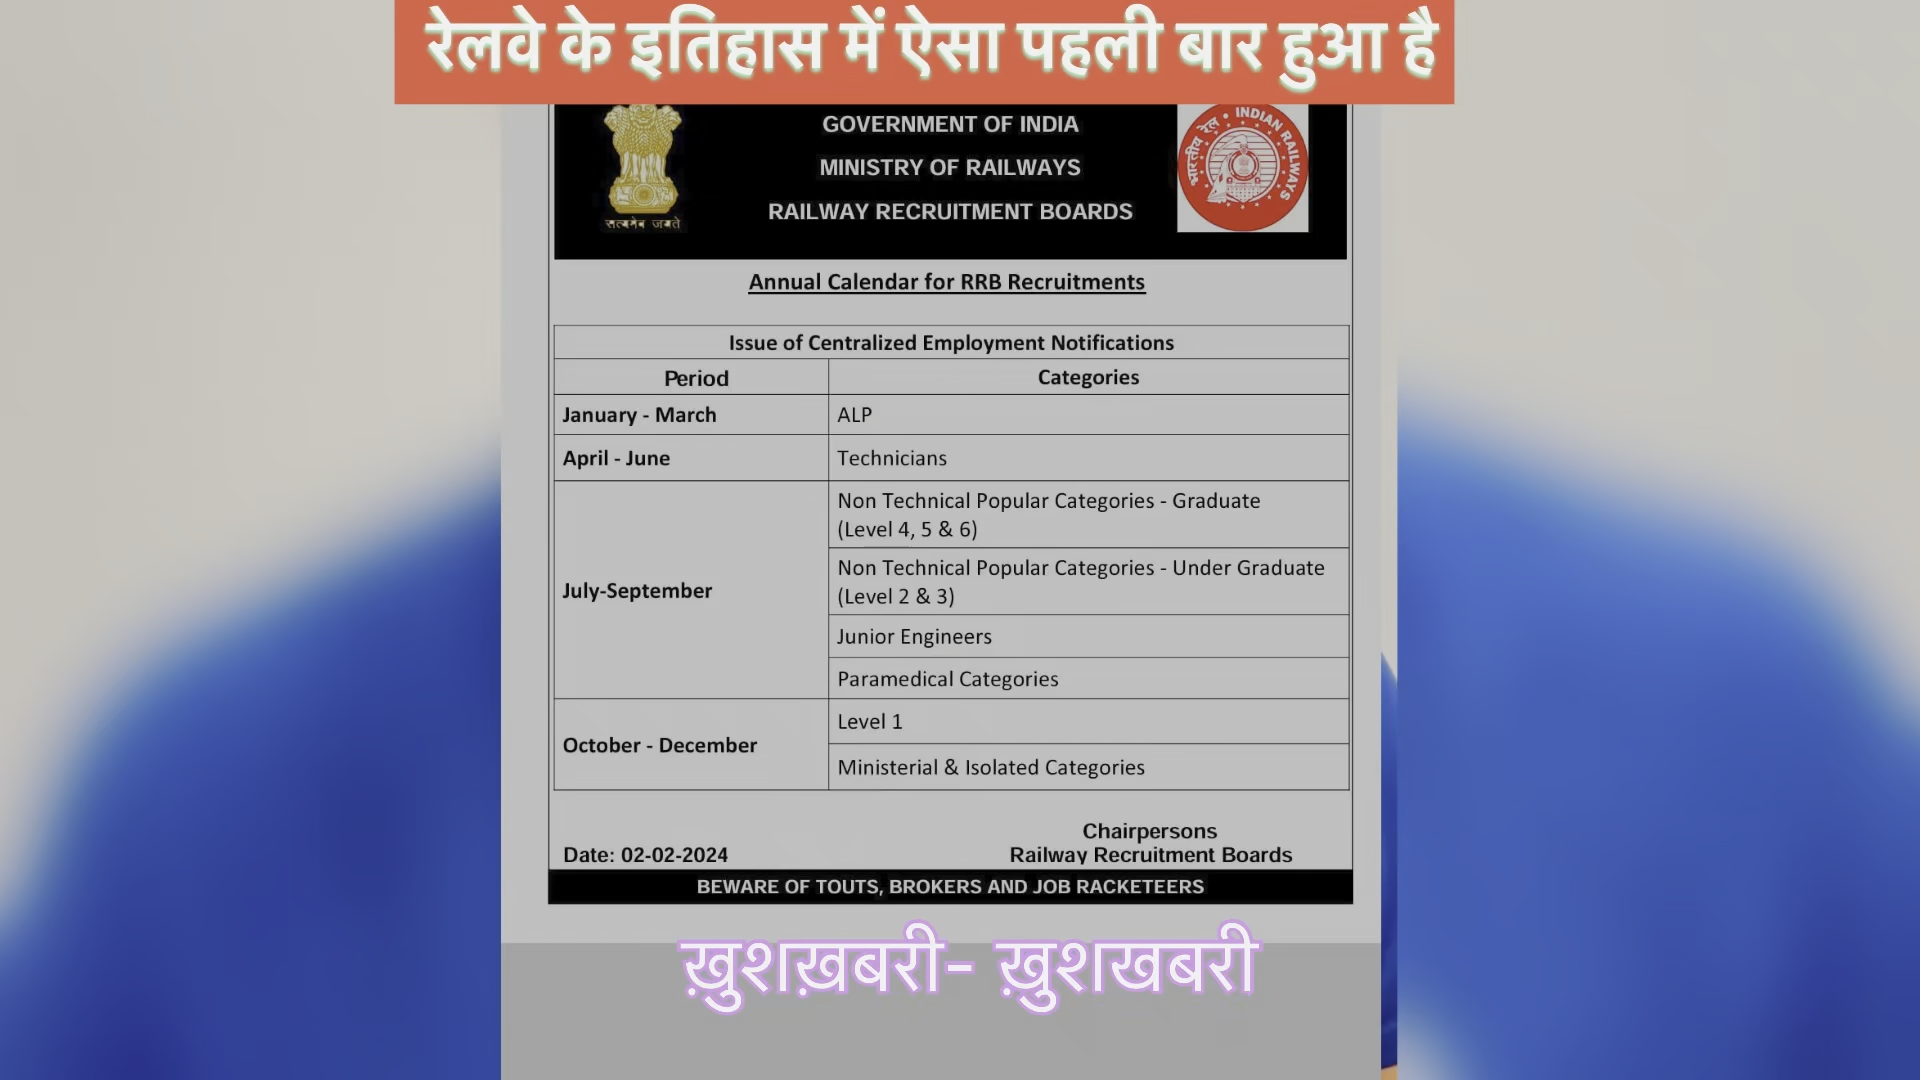 रेलवे के इतिहास में ऐसा पहली बार हुआ है
GOVERNMENT OF INDIA
MINISTRY OF RAILWAYS
RAILWAY RECRUITMENT BOARDS
सत्यमेव जयते
भारतीय रेल • INDIAN RAILWAYS
Annual Calendar for RRB Recruitments
Issue of Centralized Employment Notifications
Period Categories
January - March ALP
April - June Technicians
July-September
Non Technical Popular Categories - Graduate
(Level 4, 5 & 6)
Non Technical Popular Categories - Under Graduate
(Level 2 & 3)
Junior Engineers
Paramedical Categories
October - December
Level 1
Ministerial & Isolated Categories
Chairpersons
Date: 02-02-2024 Railway Recruitment Boards
BEWARE OF TOUTS, BROKERS AND JOB RACKETEERS
ख़ुशख़बरी- ख़ुशखबरी